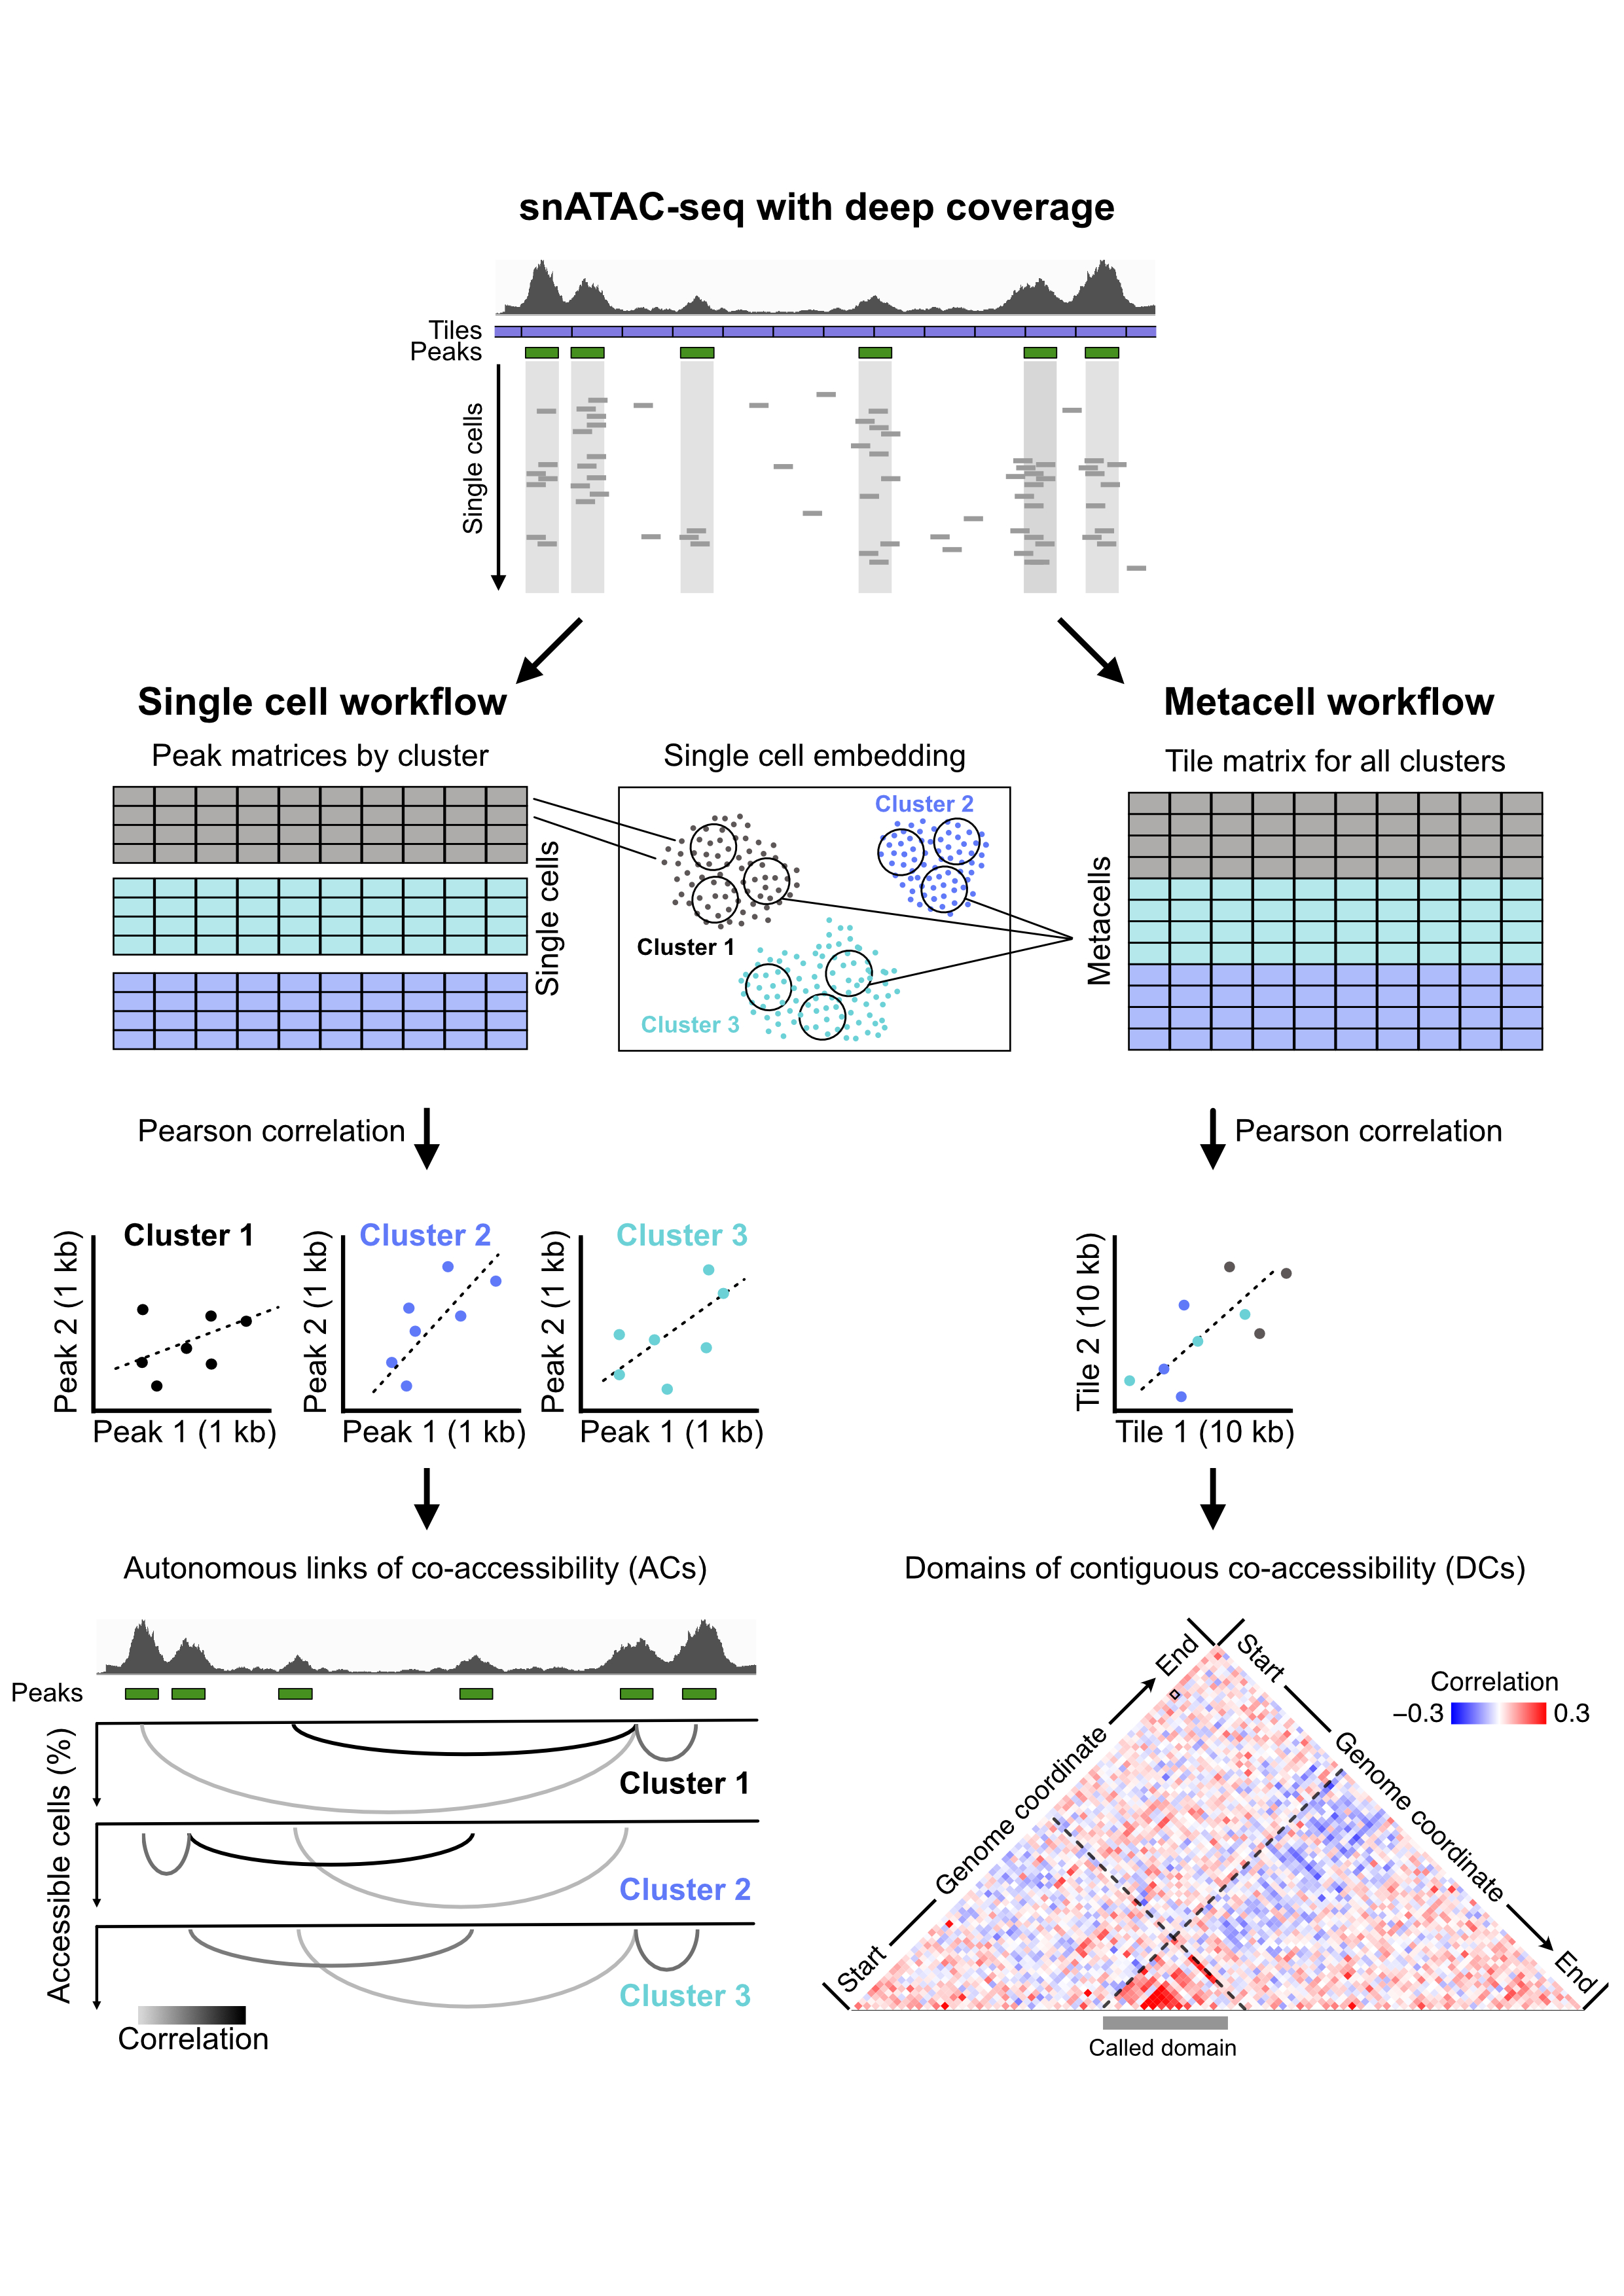 snATAC-seq with deep coverage
Tiles
Peaks
Single cells
Single cell workflow
Metacell workflow
Peak matrices by cluster
Single cell embedding
Tile matrix for all clusters
Single cells
Cluster 2
Cluster 1
Cluster 3
Metacells
Pearson correlation
Pearson correlation
Cluster 1
Peak 2 (1 kb)
Peak 1 (1 kb)
Cluster 2
Peak 2 (1 kb)
Peak 1 (1 kb)
Cluster 3
Peak 2 (1 kb)
Peak 1 (1 kb)
Tile 2 (10 kb)
Tile 1 (10 kb)
Autonomous links of co-accessibility (ACs)
Peaks
Accessible cells (%)
Cluster 1
Cluster 2
Cluster 3
Correlation
Domains of contiguous co-accessibility (DCs)
Start
Genome coordinate
End
Start
Genome coordinate
End
Correlation
−0.3
0.3
Called domain